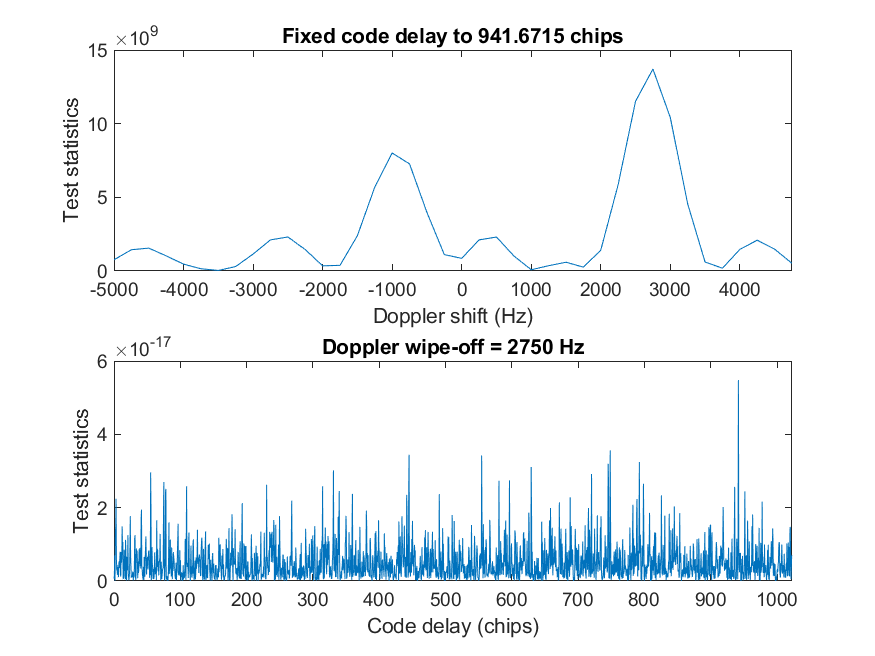 Fixed code delay to 941.6715 chips
×10^9
15
10
5
0
Test statistics
-5000 -4000 -3000 -2000 -1000 0 1000 2000 3000 4000
Doppler shift (Hz)
Doppler wipe-off = 2750 Hz
×10^-17
6
4
2
0
Test statistics
0 100 200 300 400 500 600 700 800 900 1000
Code delay (chips)